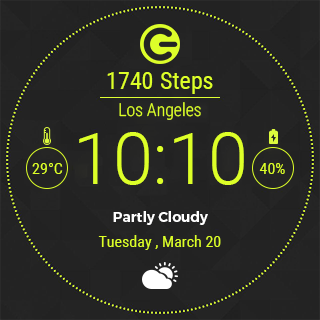 1740 Steps
Los Angeles
10:10
29°C
40%
Partly Cloudy
Tuesday , March 20